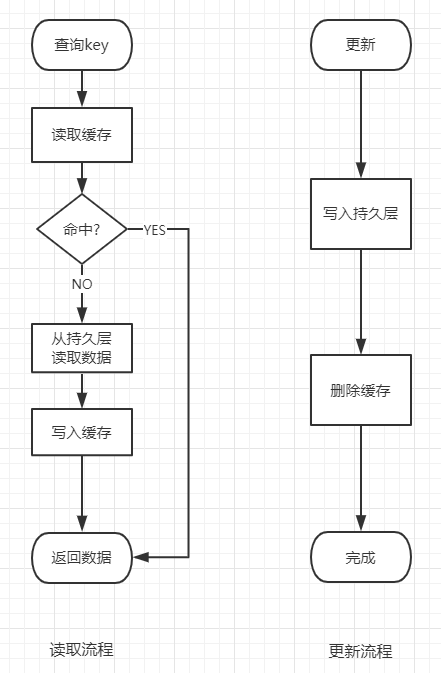 查询key
读取缓存
命中?
YES
NO
从持久层
读取数据
写入缓存
返回数据
读取流程
更新
写入持久层
删除缓存
完成
更新流程